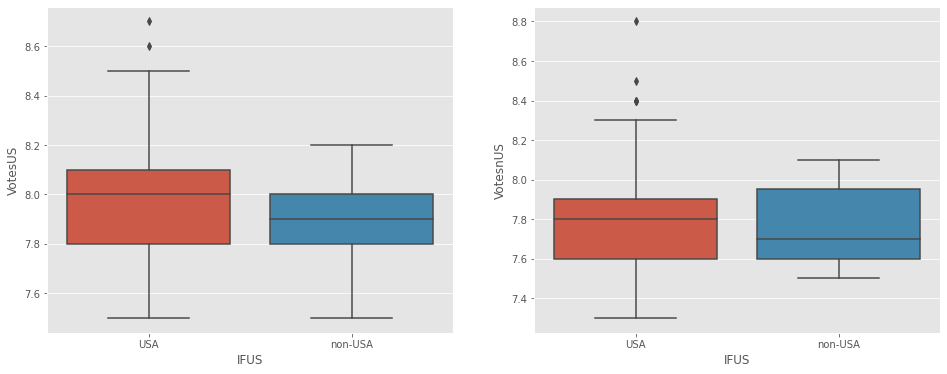 VotesUS
8.6
8.4
8.2
8.0
7.8
7.6
USA
non-USA
IFUS
VotesnUS
8.8
8.6
8.4
8.2
8.0
7.8
7.6
7.4
USA
non-USA
IFUS